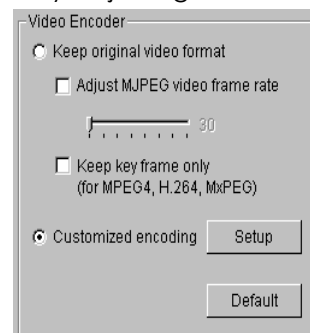 Video Encoder
Keep original video format
Adjust MJPEG video frame rate
30
Keep key frame only
(for MPEG4, H.264, MxPEG)
Customized encoding Setup
Default